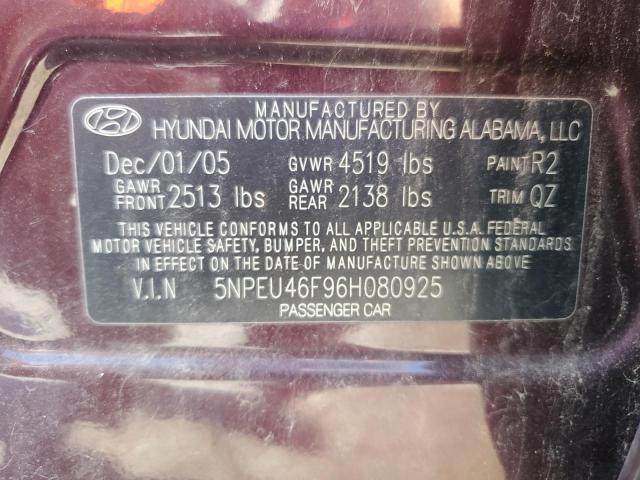 MANUFACTURED BY
HYUNDAI MOTOR MANUFACTURING ALABAMA, LLC
Dec/01/05 GVWR 4519 lbs PAINT R2
GAWR FRONT 2513 lbs GAWR REAR 2138 lbs TRIM QZ
THIS VEHICLE CONFORMS TO ALL APPLICABLE U.S.A. FEDERAL
MOTOR VEHICLE SAFETY, BUMPER, AND THEFT PREVENTION STANDARDS
IN EFFECT ON THE DATE OF MANUFACTURE SHOWN ABOVE
V.I.N 5NPEU46F96H080925
PASSENGER CAR